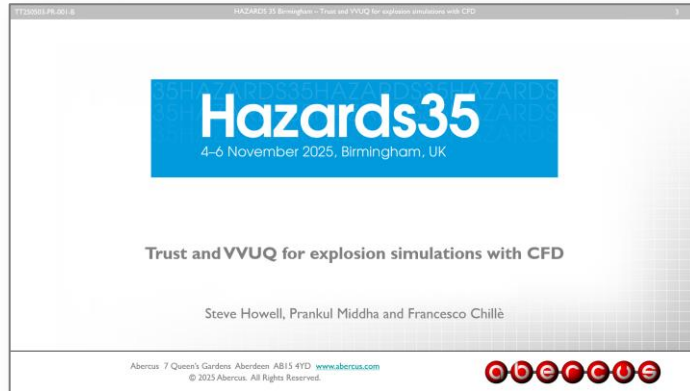 TT250503-PR-001-B HAZARDS 35 Birmingham – Trust and VVUQ for explosion simulations with CFD 3
Hazards35
4–6 November 2025, Birmingham, UK
Trust and VVUQ for explosion simulations with CFD
Steve Howell, Prankul Middha and Francesco Chillè
Abercus 7 Queen's Gardens Aberdeen AB15 4YD www.abercus.com
© 2025 Abercus. All Rights Reserved.
abercus